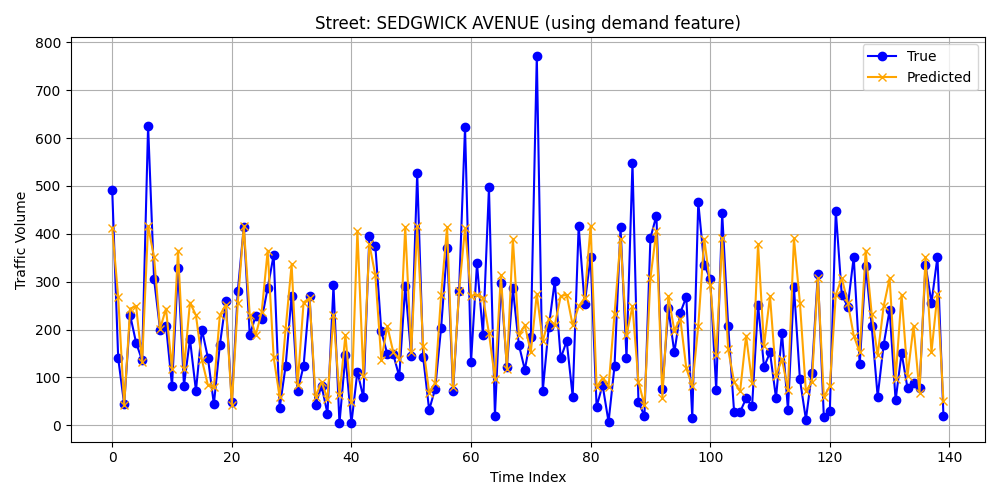 Street: SEDGWICK AVENUE (using demand feature)
800
700
600
500
400
300
200
100
0
Traffic Volume
True
Predicted
0 20 40 60 80 100 120 140
Time Index